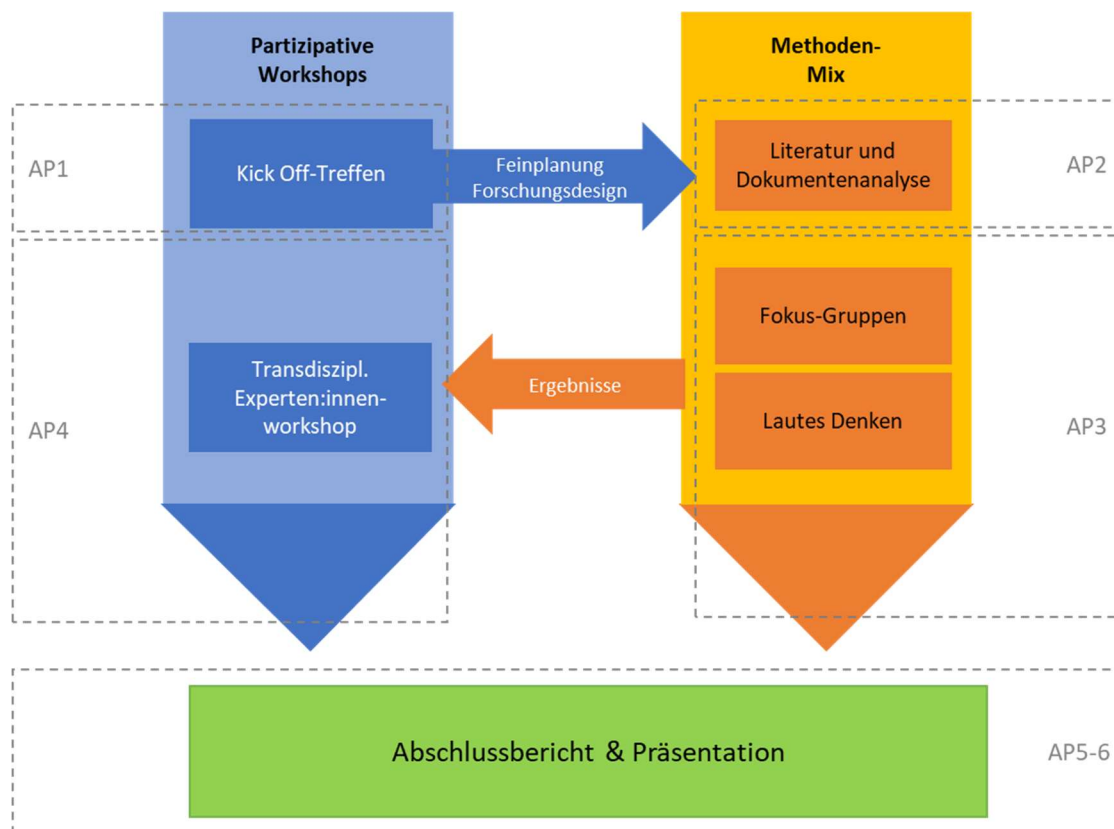 Partizipative
Workshops
Methoden-
Mix
AP1
Kick Off-Treffen
Feinplanung
Forschungsdesign
Literatur und
Dokumentenanalyse
AP2
Fokus-Gruppen
Transdiszipl.
Experten:innen-
workshop
Ergebnisse
Lautes Denken
AP4
AP3
Abschlussbericht & Präsentation
AP5-6